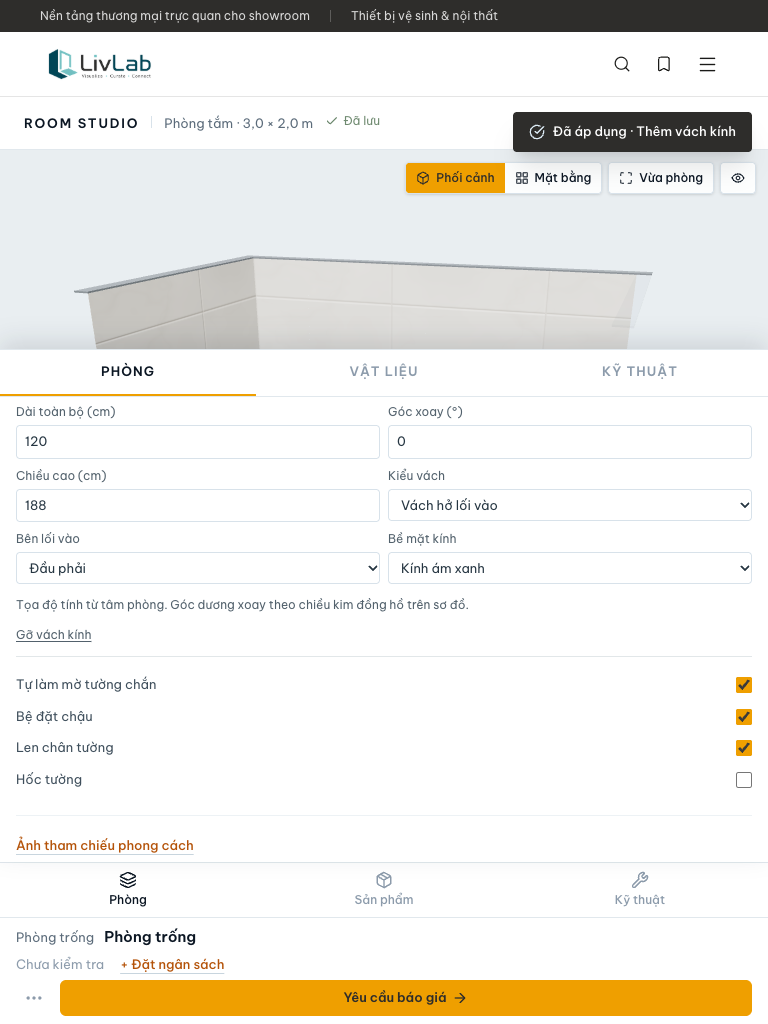 Nền tảng thương mại trực quan cho showroom
Thiết bị vệ sinh & nội thất
LivLab
Visualize · Curate · Connect
ROOM STUDIO
Phòng tắm · 3,0 × 2,0 m
Đã lưu
Đã áp dụng · Thêm vách kính
Phối cảnh
Mặt bằng
Vừa phòng
PHÒNG
VẬT LIỆU
KỸ THUẬT
Dài toàn bộ (cm)
Góc xoay (°)
120
0
Chiều cao (cm)
Kiểu vách
188
Vách hở lối vào
Bên lối vào
Bề mặt kính
Đầu phải
Kính ám xanh
Tọa độ tính từ tâm phòng. Góc dương xoay theo chiều kim đồng hồ trên sơ đồ.
Gỡ vách kính
Tự làm mờ tường chắn
Bệ đặt chậu
Len chân tường
Hốc tường
Ảnh tham chiếu phong cách
Phòng
Sản phẩm
Kỹ thuật
Phòng trống Phòng trống
Chưa kiểm tra
+ Đặt ngân sách
Yêu cầu báo giá →